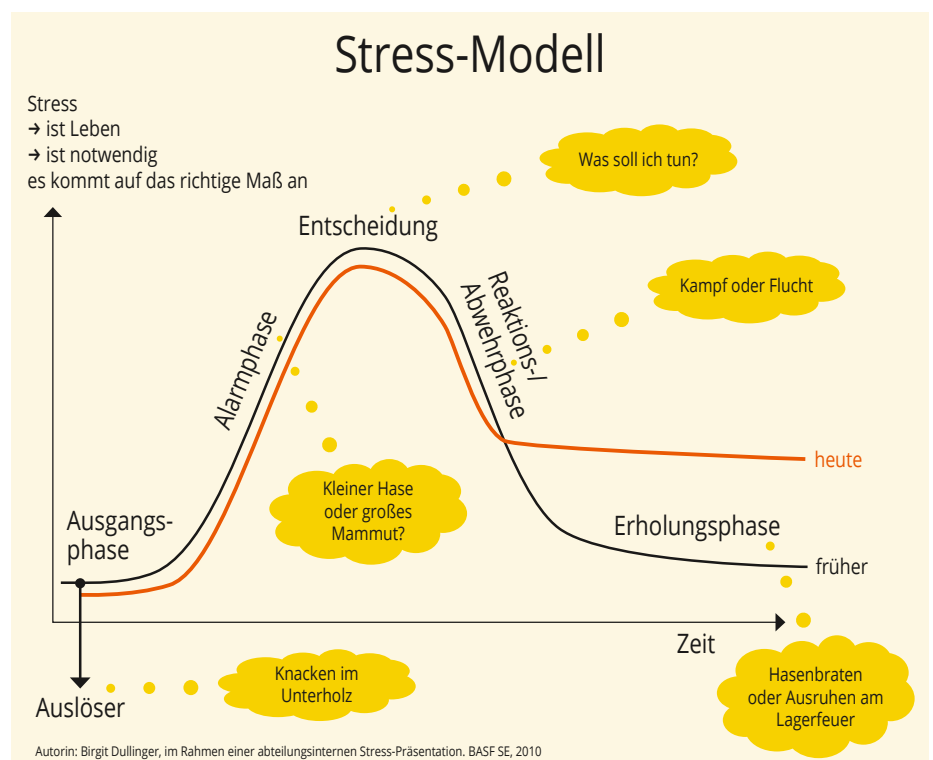 Stress-Modell
Stress
→ ist Leben
→ ist notwendig
es kommt auf das richtige Maß an
Was soll ich tun?
Entscheidung
Kampf oder Flucht
Reaktions-/
Abwehrphase
Alarmphase
heute
Kleiner Hase
oder großes
Mammut?
Ausgangs-
phase
Erholungsphase
früher
Zeit
Knacken im
Unterholz
Hasenbraten
oder Ausruhen am
Lagerfeuer
Auslöser
Autorin: Birgit Dullinger, im Rahmen einer abteilungsinternen Stress-Präsentation. BASF SE, 2010